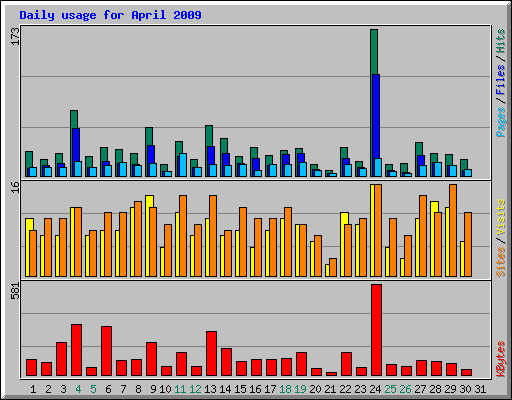 Daily usage for April 2009
173
Pages / Files / Hits
16
Sites / Visits
581
KBytes
1 2 3 4 5 6 7 8 9 10 11 12 13 14 15 16 17 18 19 20 21 22 23 24 25 26 27 28 29 30 31